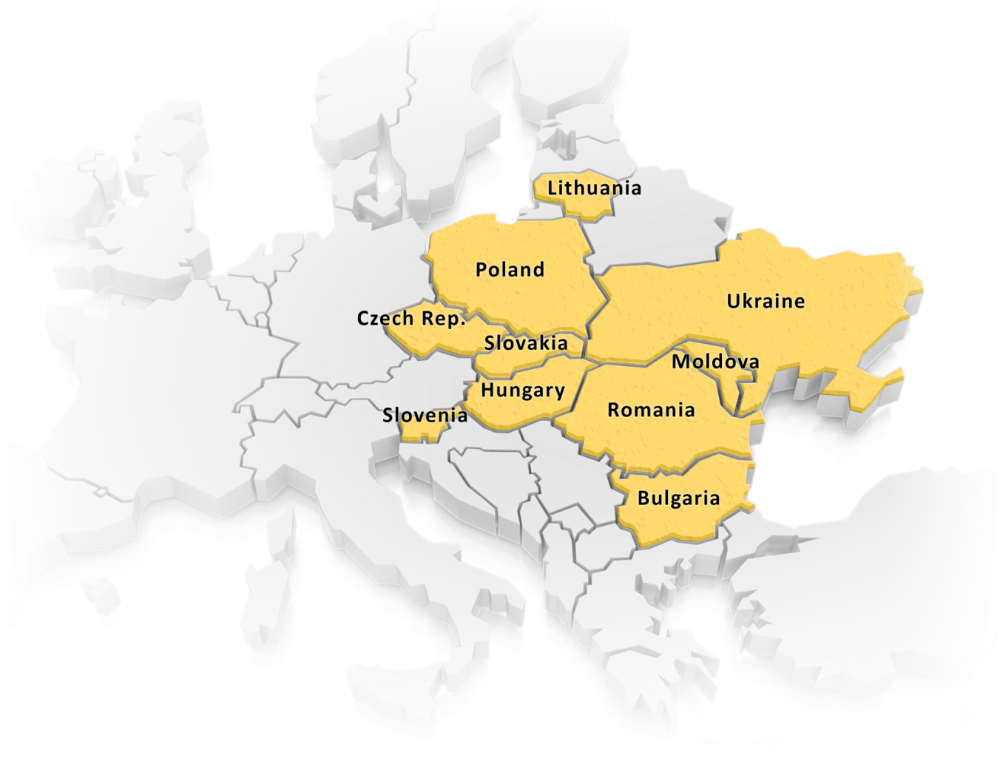 Lithuania
Poland
Ukraine
Czech Rep.
Slovakia
Moldova
Hungary
Romania
Slovenia
Bulgaria